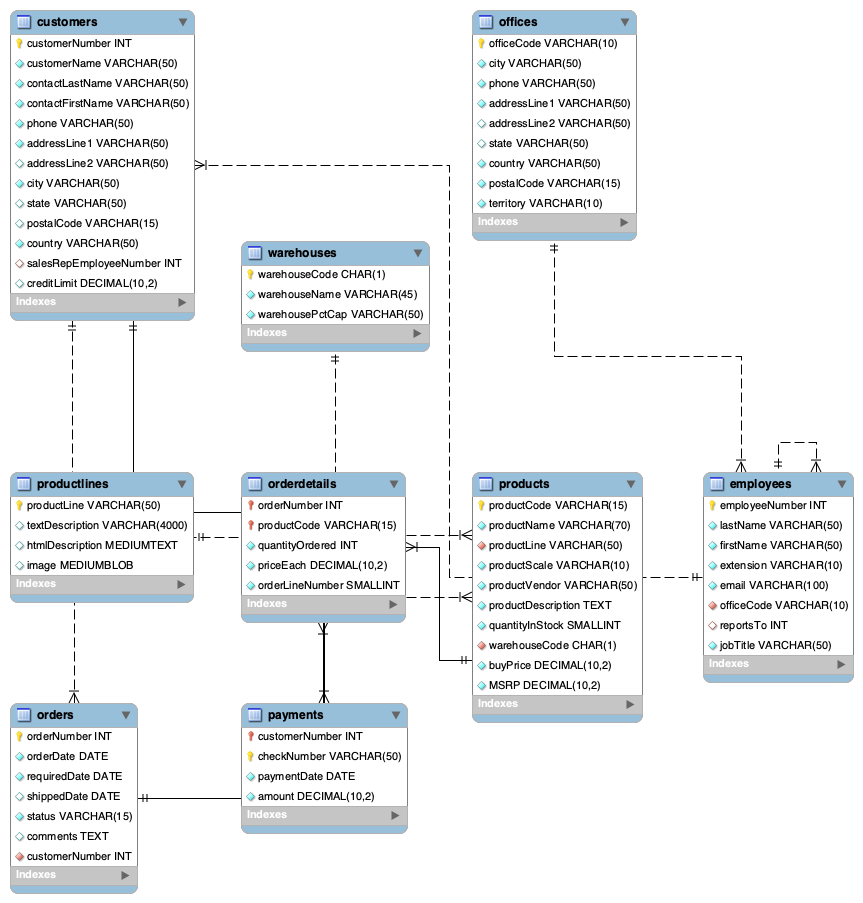 customers
customerNumber INT
customerName VARCHAR(50)
contactLastName VARCHAR(50)
contactFirstName VARCHAR(50)
phone VARCHAR(50)
addressLine1 VARCHAR(50)
addressLine2 VARCHAR(50)
city VARCHAR(50)
state VARCHAR(50)
postalCode VARCHAR(15)
country VARCHAR(50)
salesRepEmployeeNumber INT
creditLimit DECIMAL(10,2)
Indexes
offices
officeCode VARCHAR(10)
city VARCHAR(50)
phone VARCHAR(50)
addressLine1 VARCHAR(50)
addressLine2 VARCHAR(50)
state VARCHAR(50)
country VARCHAR(50)
postalCode VARCHAR(15)
territory VARCHAR(10)
Indexes
warehouses
warehouseCode CHAR(1)
warehouseName VARCHAR(45)
warehousePctCap VARCHAR(50)
Indexes
productlines
productLine VARCHAR(50)
textDescription VARCHAR(4000)
htmlDescription MEDIUMTEXT
image MEDIUMBLOB
Indexes
orderdetails
orderNumber INT
productCode VARCHAR(15)
quantityOrdered INT
priceEach DECIMAL(10,2)
orderLineNumber SMALLINT
Indexes
products
productCode VARCHAR(15)
productName VARCHAR(70)
productLine VARCHAR(50)
productScale VARCHAR(10)
productVendor VARCHAR(50)
productDescription TEXT
quantityInStock SMALLINT
warehouseCode CHAR(1)
buyPrice DECIMAL(10,2)
MSRP DECIMAL(10,2)
Indexes
employees
employeeNumber INT
lastName VARCHAR(50)
firstName VARCHAR(50)
extension VARCHAR(10)
email VARCHAR(100)
officeCode VARCHAR(10)
reportsTo INT
jobTitle VARCHAR(50)
Indexes
orders
orderNumber INT
orderDate DATE
requiredDate DATE
shippedDate DATE
status VARCHAR(15)
comments TEXT
customerNumber INT
Indexes
payments
customerNumber INT
checkNumber VARCHAR(50)
paymentDate DATE
amount DECIMAL(10,2)
Indexes